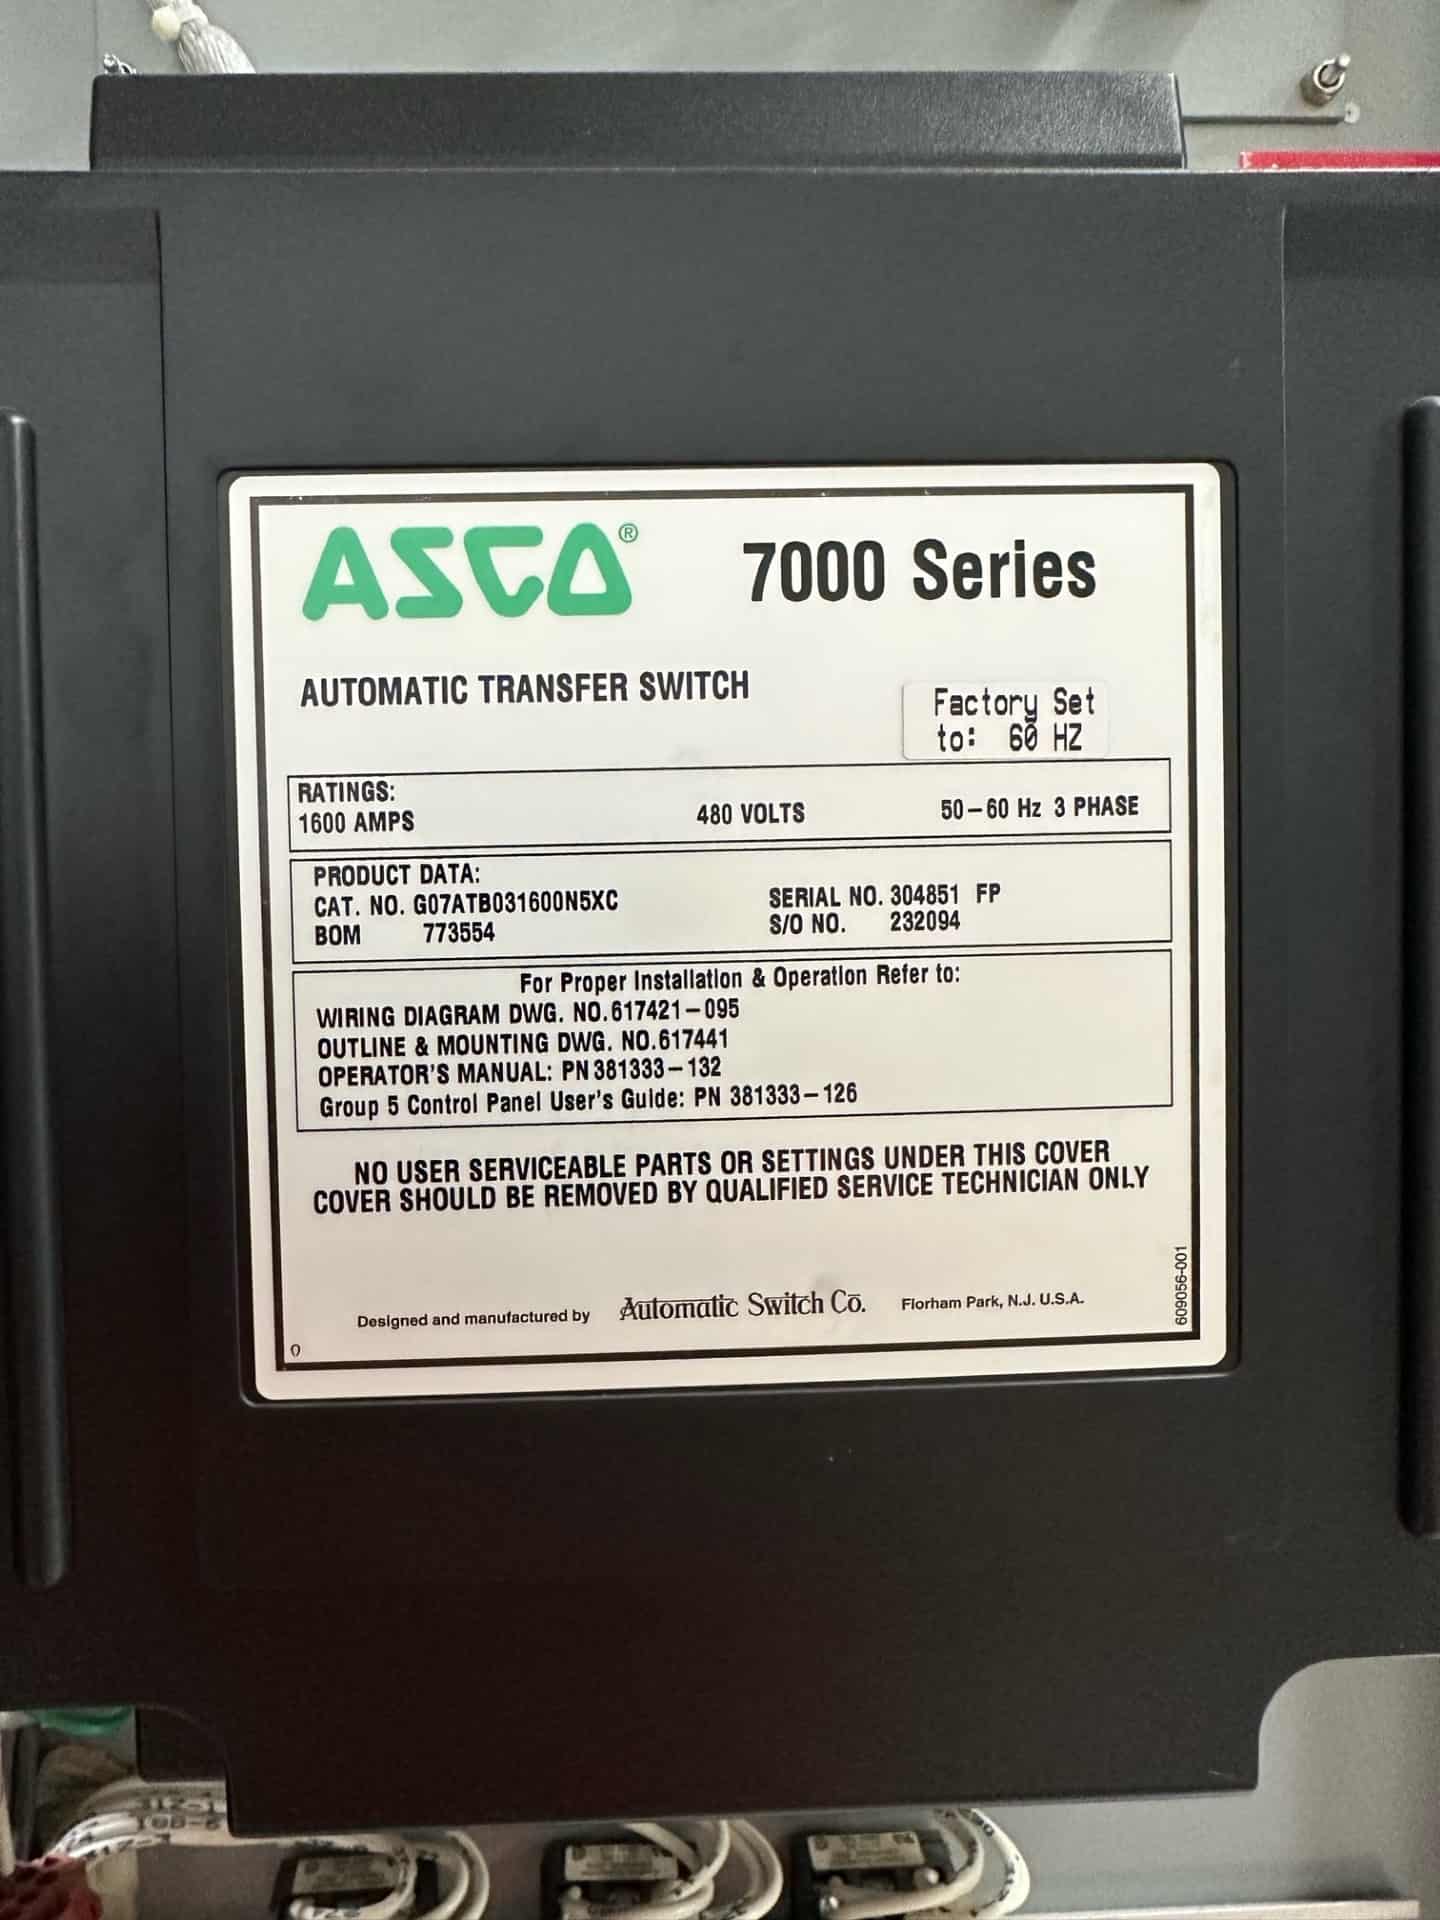 ASCO® 7000 Series
AUTOMATIC TRANSFER SWITCH
Factory Set
to: 60 HZ
RATINGS:
1600 AMPS 480 VOLTS 50-60 Hz 3 PHASE
PRODUCT DATA:
CAT. NO. G07ATB031600N5XC SERIAL NO. 304851 FP
BOM 773554 S/O NO. 232094
For Proper Installation & Operation Refer to:
WIRING DIAGRAM DWG. NO.617421-095
OUTLINE & MOUNTING DWG. NO.617441
OPERATOR'S MANUAL: PN 381333-132
Group 5 Control Panel User's Guide: PN 381333-126
NO USER SERVICEABLE PARTS OR SETTINGS UNDER THIS COVER
COVER SHOULD BE REMOVED BY QUALIFIED SERVICE TECHNICIAN ONLY
609056-001
Designed and manufactured by Automatic Switch Co. Florham Park, N.J. U.S.A.
0